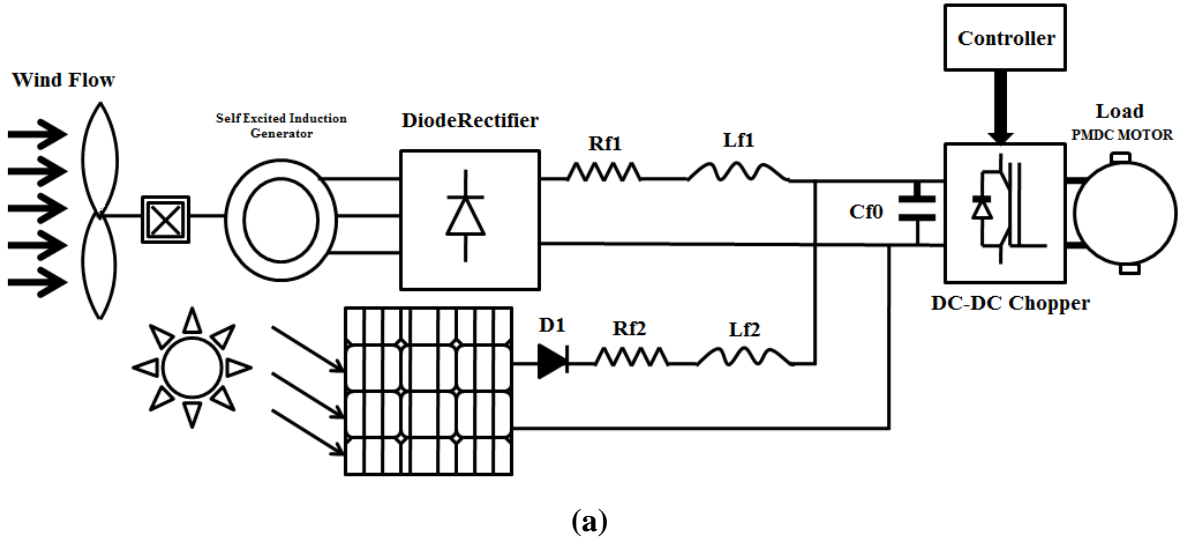 Controller
Wind Flow
Load
PMDC MOTOR
Self Excited Induction
Generator
DiodeRectifier
Rf1
Lf1
Cf0
DC-DC Chopper
D1
Rf2
Lf2
(a)